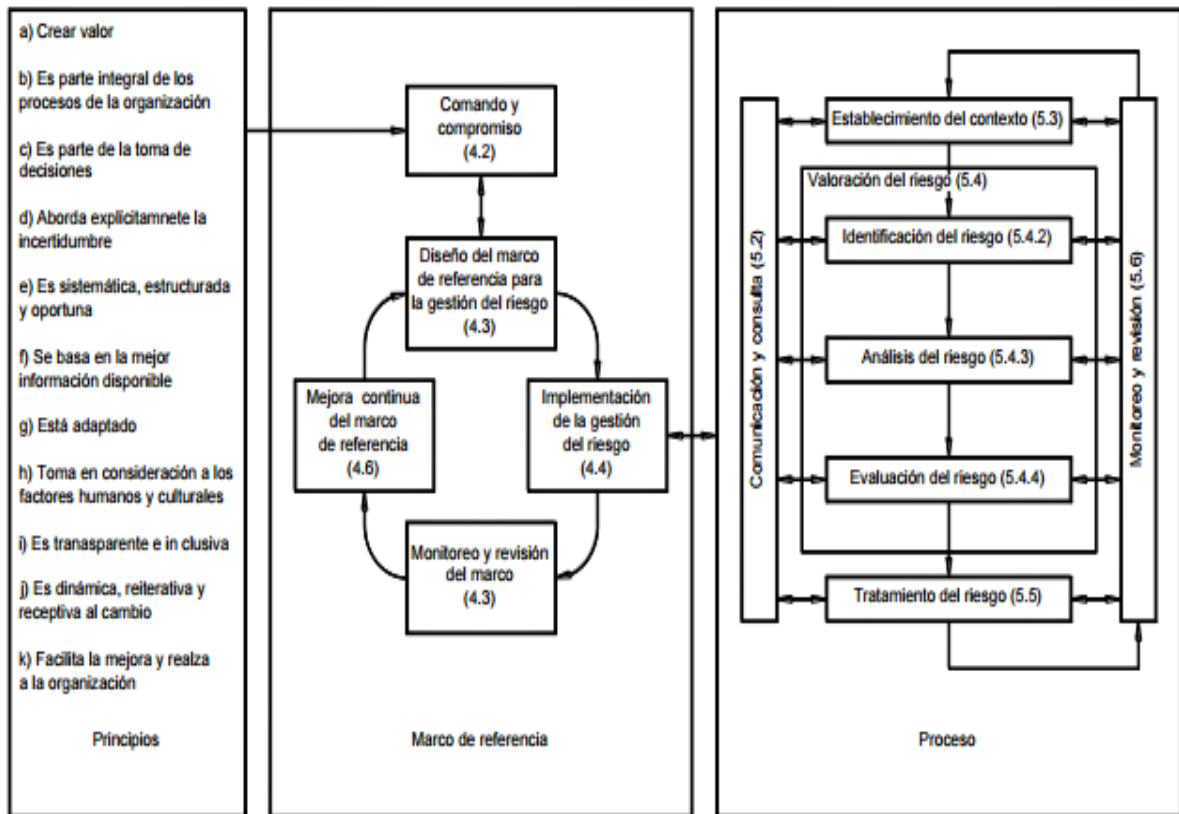 a) Crear valor
b) Es parte integral de los
procesos de la organización
c) Es parte de la toma de
decisiones
d) Aborda explícitamnete la
incertidumbre
e) Es sistemática, estructurada
y oportuna
f) Se basa en la mejor
información disponible
g) Está adaptado
h) Toma en consideración a los
factores humanos y culturales
i) Es tranasparente e in clusiva
j) Es dinámica, reiterativa y
receptiva al cambio
k) Facilita la mejora y realza
a la organización
Principios
Comando y
compromiso
(4.2)
Diseño del marco
de referencia para
la gestión del riesgo
(4.3)
Mejora continua
del marco
de referencia
(4.6)
Implementación
de la gestión
del riesgo
(4.4)
Monitoreo y revisión
del marco
(4.3)
Marco de referencia
Comunicación y consulta (5.2)
Establecimiento del contexto (5.3)
Valoración del riesgo (5.4)
Identificación del riesgo (5.4.2)
Análisis del riesgo (5.4.3)
Evaluación del riesgo (5.4.4)
Tratamiento del riesgo (5.5)
Monitoreo y revisión (5.6)
Proceso